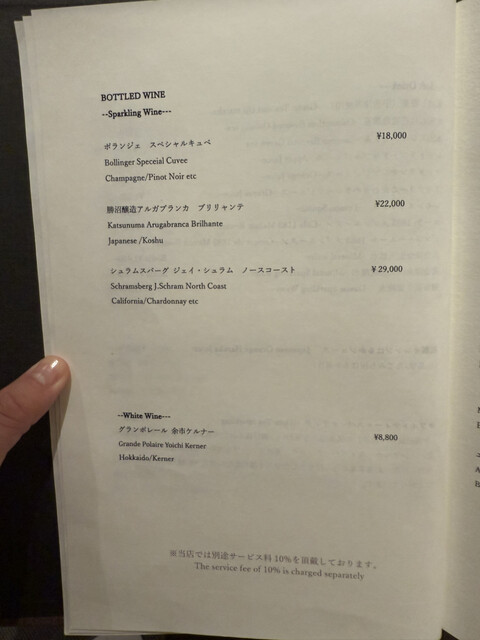 BOTTLED WINE
--Sparkling Wine---
ボランジェ　スペシャルキュベ ¥18,000
Bollinger Speceial Cuvee
Champagne/Pinot Noir etc
勝沼醸造アルガブランカ　ブリリャンテ ¥22,000
Katsunuma Arugabranca Brilhante
Japanese /Koshu
シュラムスバーグ ジェイ・シュラム　ノースコースト ¥ 29,000
Schramsberg J.Schram North Coast
California/Chardonnay etc
--White Wine---
グランポレール 余市ケルナー ¥8,800
Grande Polaire Yoichi Kerner
Hokkaido/Kerner
※当店では別途サービス料 10%を頂戴しております。
The service fee of 10% is charged separately